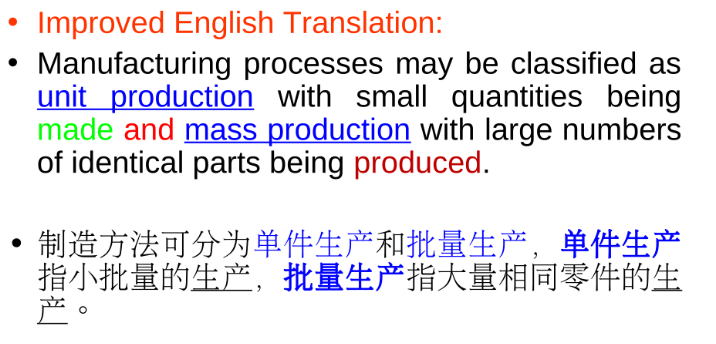 • Improved English Translation:
• Manufacturing processes may be classified as
unit production with small quantities being
made and mass production with large numbers
of identical parts being produced.
• 制造方法可分为单件生产和批量生产，单件生产
指小批量的生产，批量生产指大量相同零件的生
产。